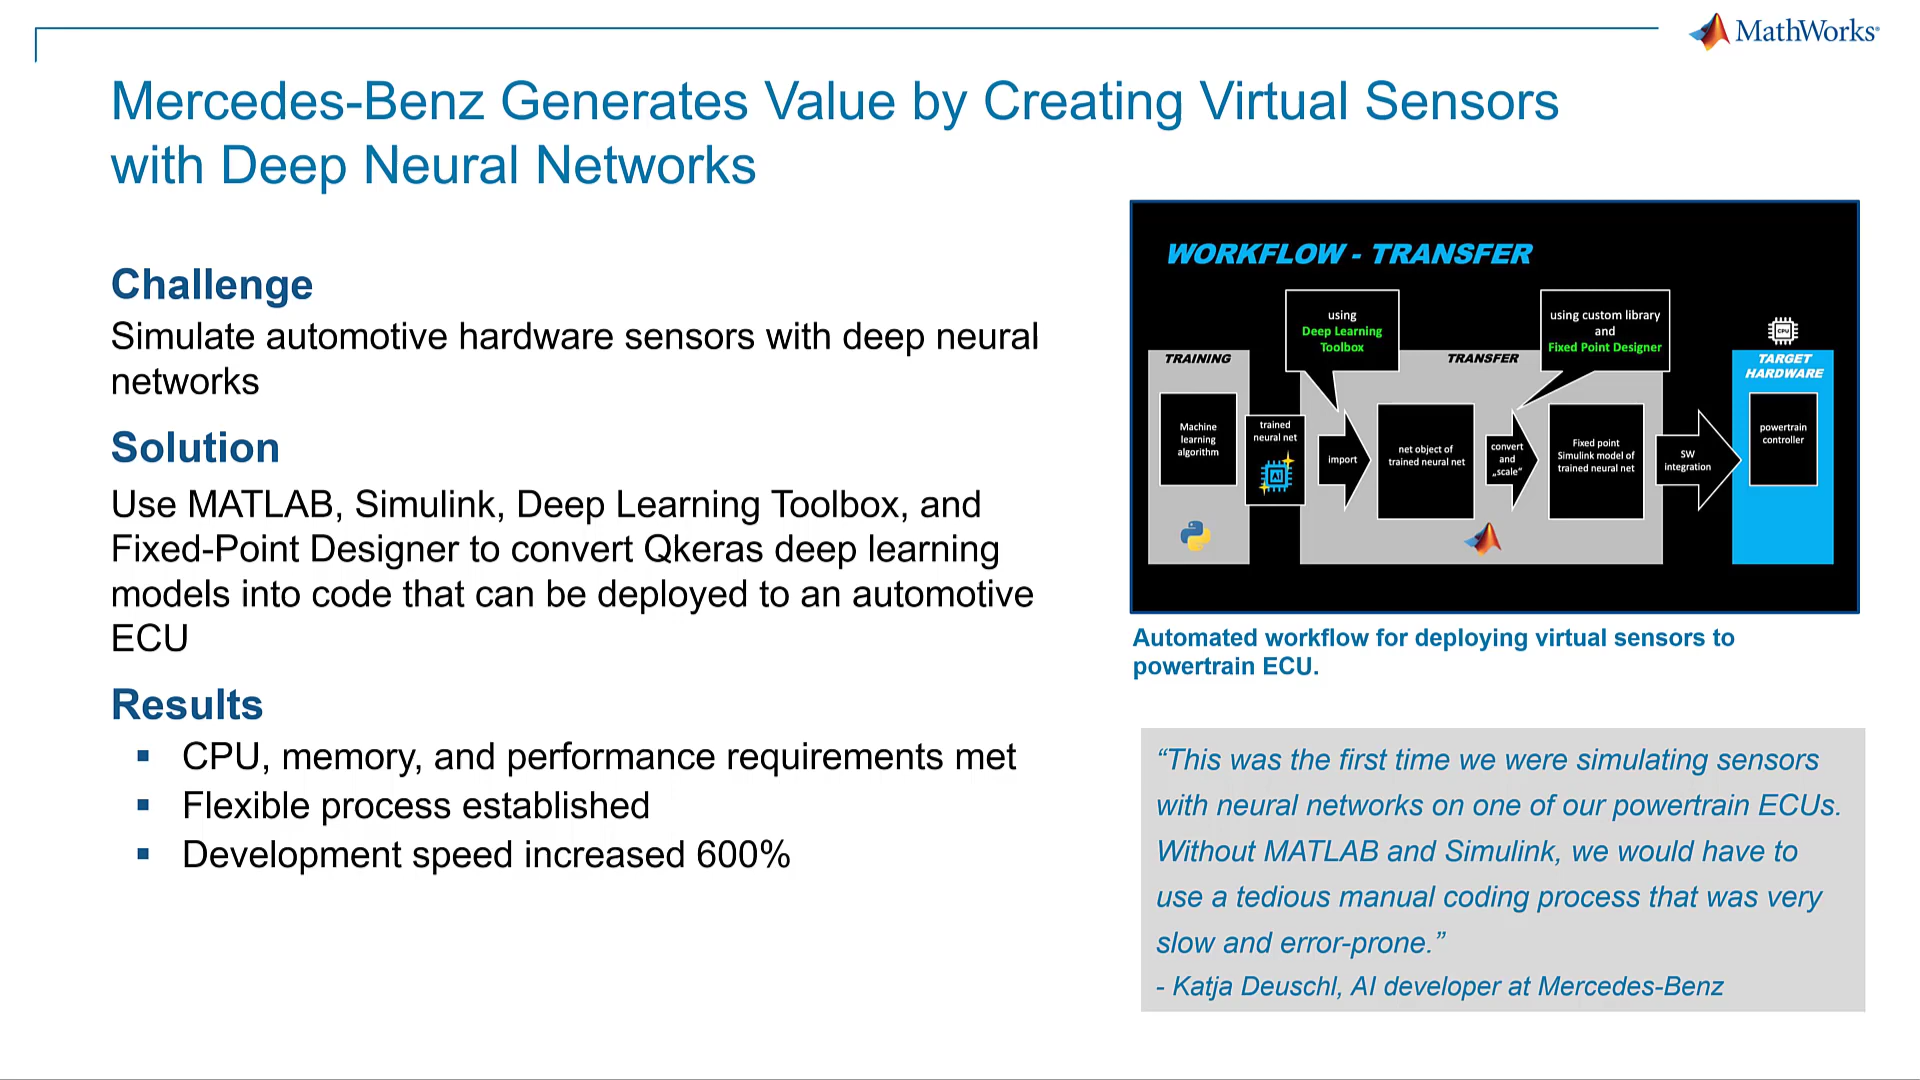 MathWorks®
Mercedes-Benz Generates Value by Creating Virtual Sensors
with Deep Neural Networks
Challenge
Simulate automotive hardware sensors with deep neural
networks
Solution
Use MATLAB, Simulink, Deep Learning Toolbox, and
Fixed-Point Designer to convert Qkeras deep learning
models into code that can be deployed to an automotive
ECU
Results
▪ CPU, memory, and performance requirements met
▪ Flexible process established
▪ Development speed increased 600%
WORKFLOW - TRANSFER
using
Deep Learning
Toolbox
using custom library
and
Fixed Point Designer
CPU
TRAINING
TRANSFER
TARGET
HARDWARE
Machine
learning
algorithm
trained
neural net
AI
import
net object of
trained neural net
convert
and
„scale“
Fixed point
Simulink model of
trained neural net
SW
integration
powertrain
controller
Automated workflow for deploying virtual sensors to
powertrain ECU.
“This was the first time we were simulating sensors
with neural networks on one of our powertrain ECUs.
Without MATLAB and Simulink, we would have to
use a tedious manual coding process that was very
slow and error-prone.”
- Katja Deuschl, AI developer at Mercedes-Benz